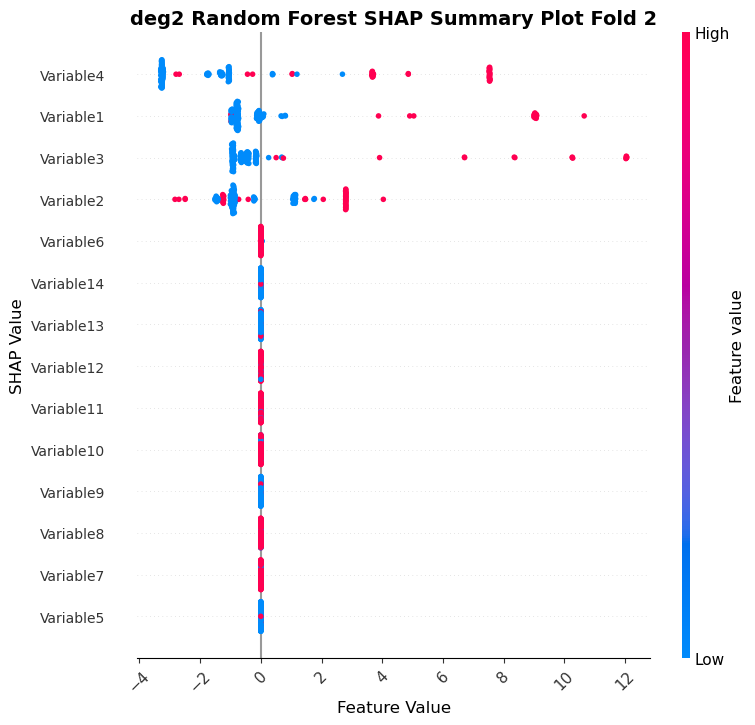 deg2 Random Forest SHAP Summary Plot Fold 2
High
Variable4
Variable1
Variable3
Variable2
Variable6
Variable14
Variable13
Variable12
Variable11
Variable10
Variable9
Variable8
Variable7
Variable5
SHAP Value
Feature value
Low
−4 −2 0 2 4 6 8 10 12
Feature Value